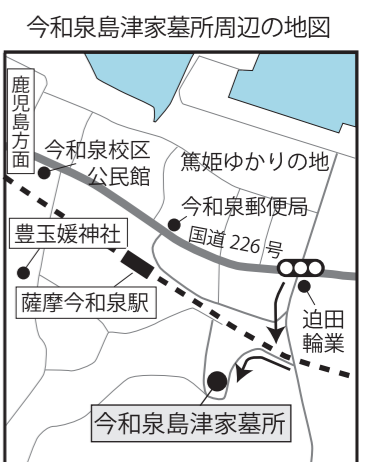 今和泉島津家墓所周辺の地図
鹿児島方面
今和泉校区
公民館
篤姫ゆかりの地
今和泉郵便局
国道 226 号
豊玉媛神社
薩摩今和泉駅
迫田
輪業
今和泉島津家墓所